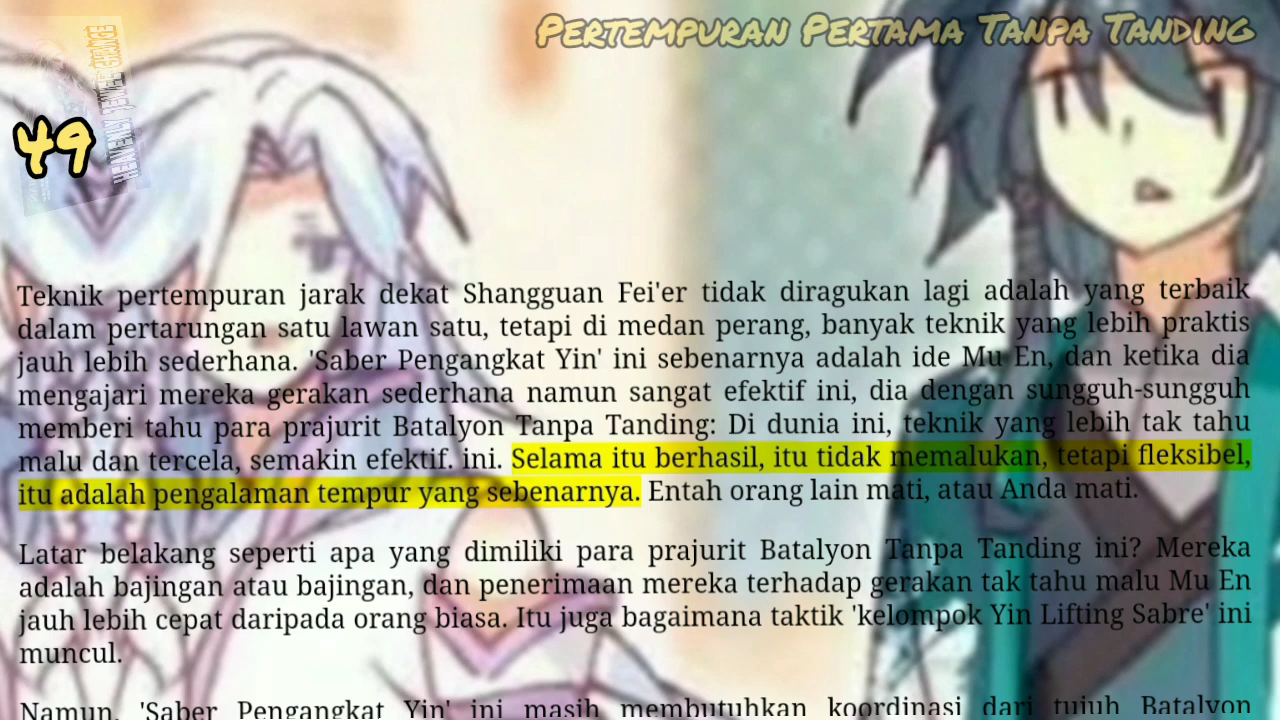 Pertempuran Pertama Tanpa Tanding
49
HEAVENLY JEWEL
Teknik pertempuran jarak dekat Shangguan Fei'er tidak diragukan lagi adalah yang terbaik
dalam pertarungan satu lawan satu, tetapi di medan perang, banyak teknik yang lebih praktis
jauh lebih sederhana. 'Saber Pengangkat Yin' ini sebenarnya adalah ide Mu En, dan ketika dia
mengajari mereka gerakan sederhana namun sangat efektif ini, dia dengan sungguh-sungguh
memberi tahu para prajurit Batalyon Tanpa Tanding: Di dunia ini, teknik yang lebih tak tahu
malu dan tercela, semakin efektif. ini. Selama itu berhasil, itu tidak memalukan, tetapi fleksibel,
itu adalah pengalaman tempur yang sebenarnya. Entah orang lain mati, atau Anda mati.
Latar belakang seperti apa yang dimiliki para prajurit Batalyon Tanpa Tanding ini? Mereka
adalah bajingan atau bajingan, dan penerimaan mereka terhadap gerakan tak tahu malu Mu En
jauh lebih cepat daripada orang biasa. Itu juga bagaimana taktik 'kelompok Yin Lifting Sabre' ini
muncul.
Namun, 'Saber Pengangkat Yin' ini masih membutuhkan koordinasi dari tujuh Batalyon